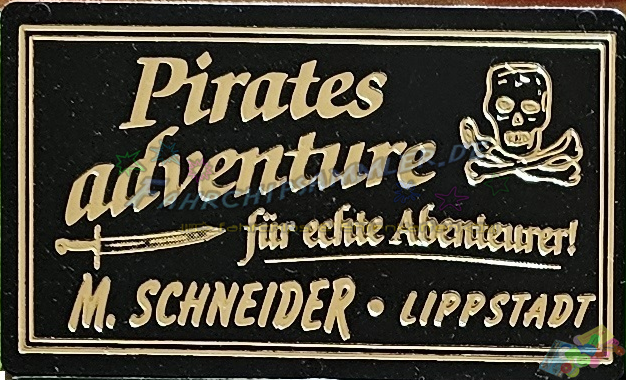 Pirates
adventure
für echte Abenteurer!
M. SCHNEIDER • LIPPSTADT